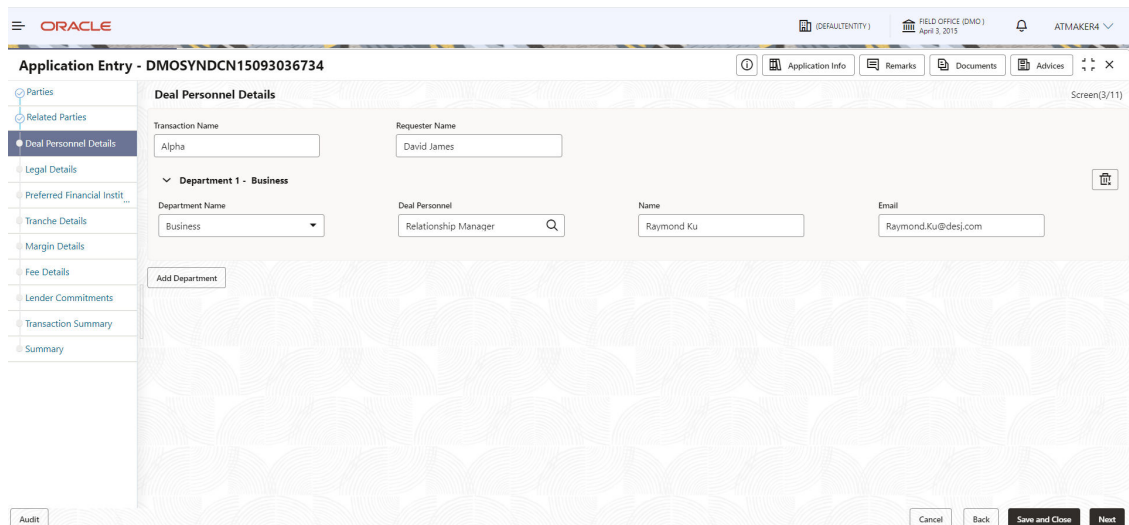 ORACLE
(DEFAULTENTITY)
FIELD OFFICE (DMO)
April 3, 2015
ATMAKER4
Application Entry - DMOSYNDCN15093036734
Application Info
Remarks
Documents
Advices
Parties
Related Parties
Deal Personnel Details
Legal Details
Preferred Financial Instit...
Tranche Details
Margin Details
Fee Details
Lender Commitments
Transaction Summary
Summary
Deal Personnel Details
Screen(3/11)
Transaction Name
Requester Name
Alpha
David James
Department 1 - Business
Department Name
Deal Personnel
Name
Email
Business
Relationship Manager
Raymond Ku
Raymond.Ku@desj.com
Add Department
Audit
Cancel
Back
Save and Close
Next